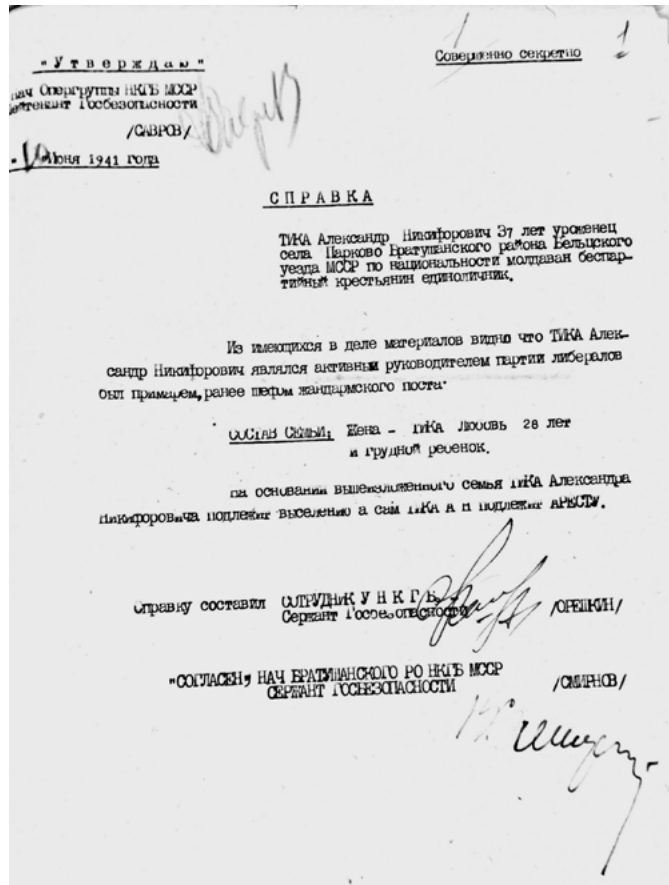 Совершенно секретно
1
"Утверждаю"
нач Опергруппы НКГБ МССР
Лейтенант Госбезопасности
/САВРОВ/
июня 1941 года
СПРАВКА
ТИКА Александр Никифорович 37 лет уроженец
села Парково Братушанского района Бельцского
уезда МССР по национальности молдаван беспар-
тийный крестьянин единоличник.
Из имеющихся в деле материалов видно что ТИКА Алек-
сандр Никифорович являлся активным руководителем партии либералов
был примарем, ранее шефом жандармского поста.
СОСТАВ СЕМЬИ; Жена - ТИКА Любовь 28 лет
и грудной ребенок.
на основании вышеизложенного семья ТИКА Александра
Никифоровича подлежит выселению а сам ТИКА А Н подлежит АРЕСТУ.
Справку составил СОТРУДНИК У Н К Г Б
Сержант Госбезопасности /ОРЕШКИН/
"СОГЛАСЕН" НАЧ БРАТУШАНСКОГО РО НКГБ МССР
СЕРЖАНТ ГОСБЕЗОПАСНОСТИ /СМИРНОВ/